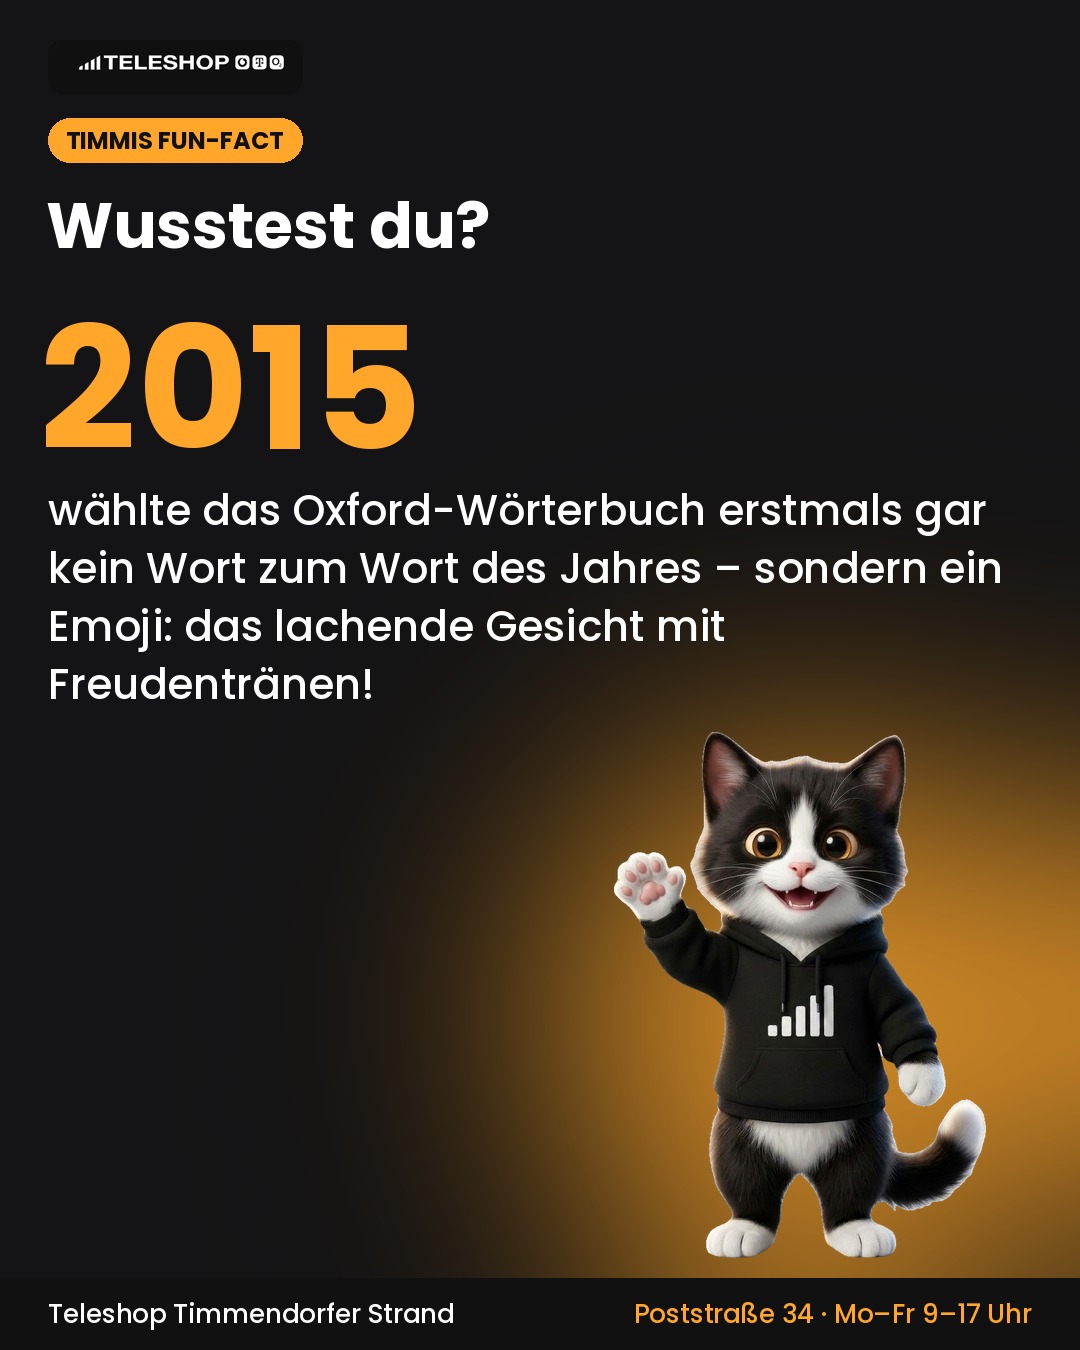 TELESHOP
TIMMIS FUN-FACT
Wusstest du?
2015
wählte das Oxford-Wörterbuch erstmals gar
kein Wort zum Wort des Jahres – sondern ein
Emoji: das lachende Gesicht mit
Freudentränen!
Teleshop Timmendorfer Strand
Poststraße 34 · Mo–Fr 9–17 Uhr